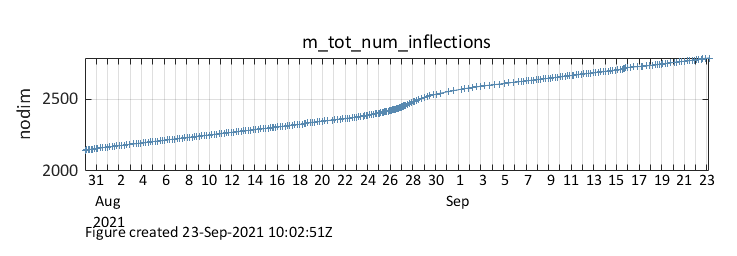 m_tot_num_inflections
nodim
2500
2000
31 2 4 6 8 10 12 14 16 18 20 22 24 26 28 30 1 3 5 7 9 11 13 15 17 19 21 23
Aug Sep
2021
Figure created 23-Sep-2021 10:02:51Z